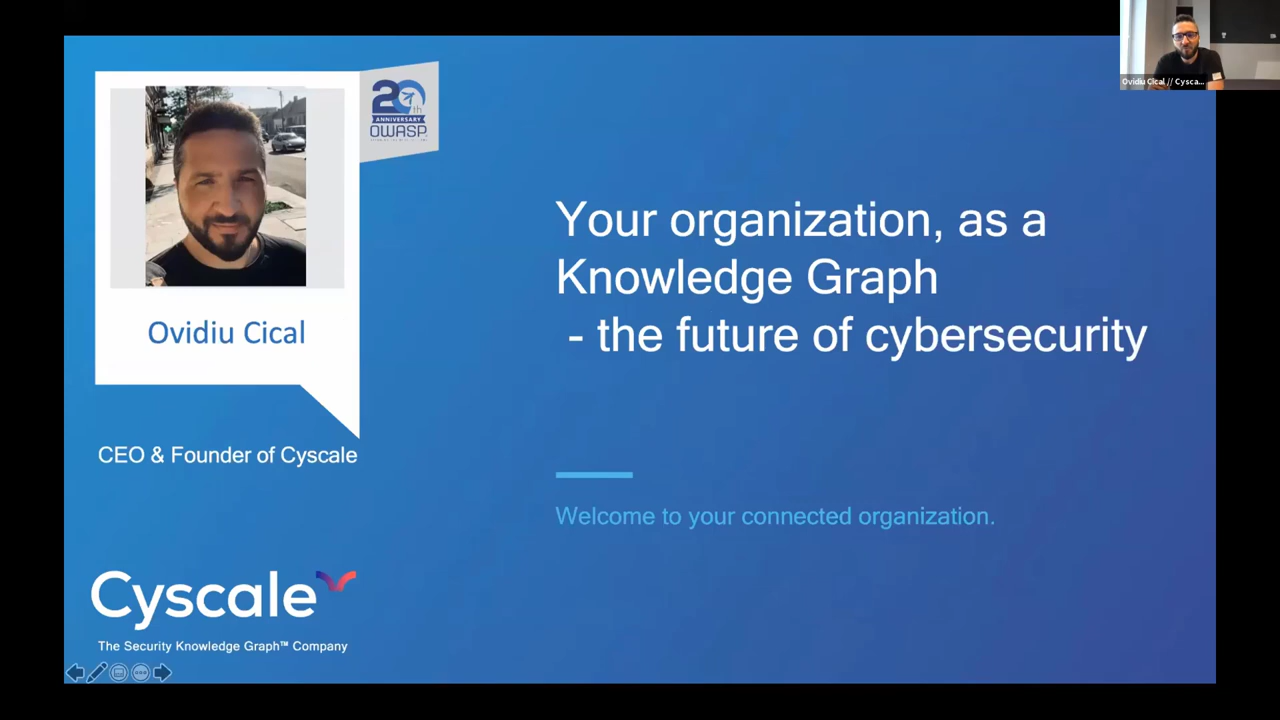 Ovidiu Cical // Cysca...
20th
ANNIVERSARY
OWASP
Ovidiu Cical
CEO & Founder of Cyscale
Your organization, as a
Knowledge Graph
- the future of cybersecurity
Welcome to your connected organization.
Cyscale
The Security Knowledge Graph™ Company